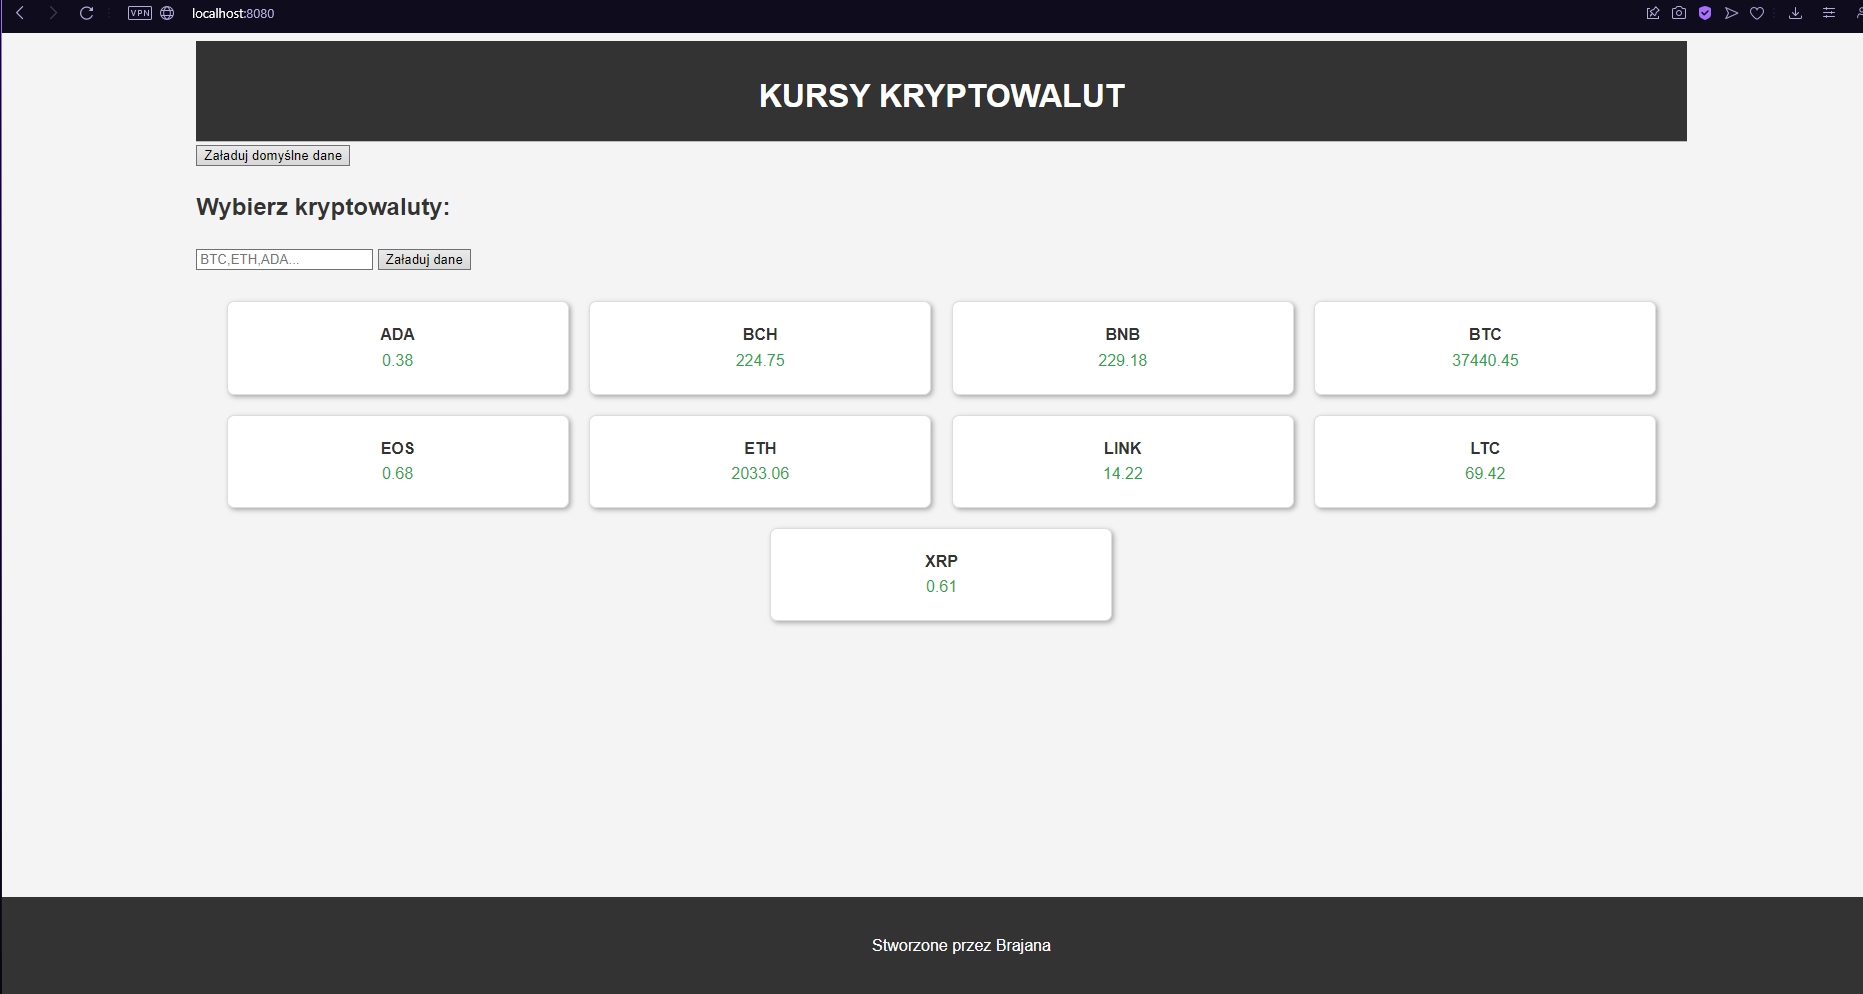 VPN localhost:8080
KURSY KRYPTOWALUT
Załaduj domyślne dane
Wybierz kryptowaluty:
BTC,ETH,ADA... Załaduj dane
ADA
0.38
BCH
224.75
BNB
229.18
BTC
37440.45
EOS
0.68
ETH
2033.06
LINK
14.22
LTC
69.42
XRP
0.61
Stworzone przez Brajana